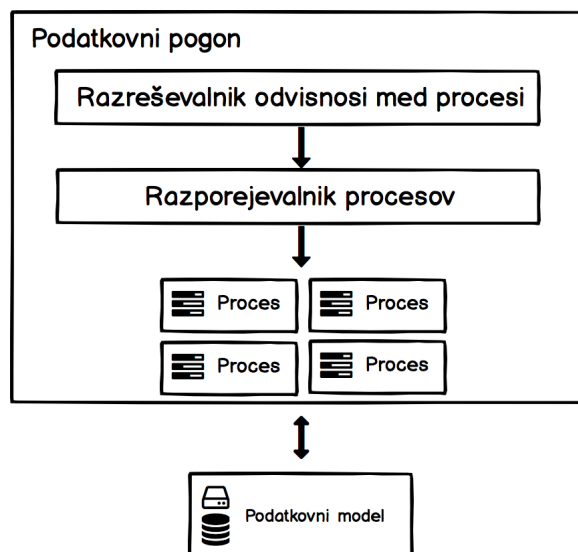 Podatkovni pogon
Razreševalnik odvisnosi med procesi
Razporejevalnik procesov
Proces
Proces
Proces
Proces
Podatkovni model